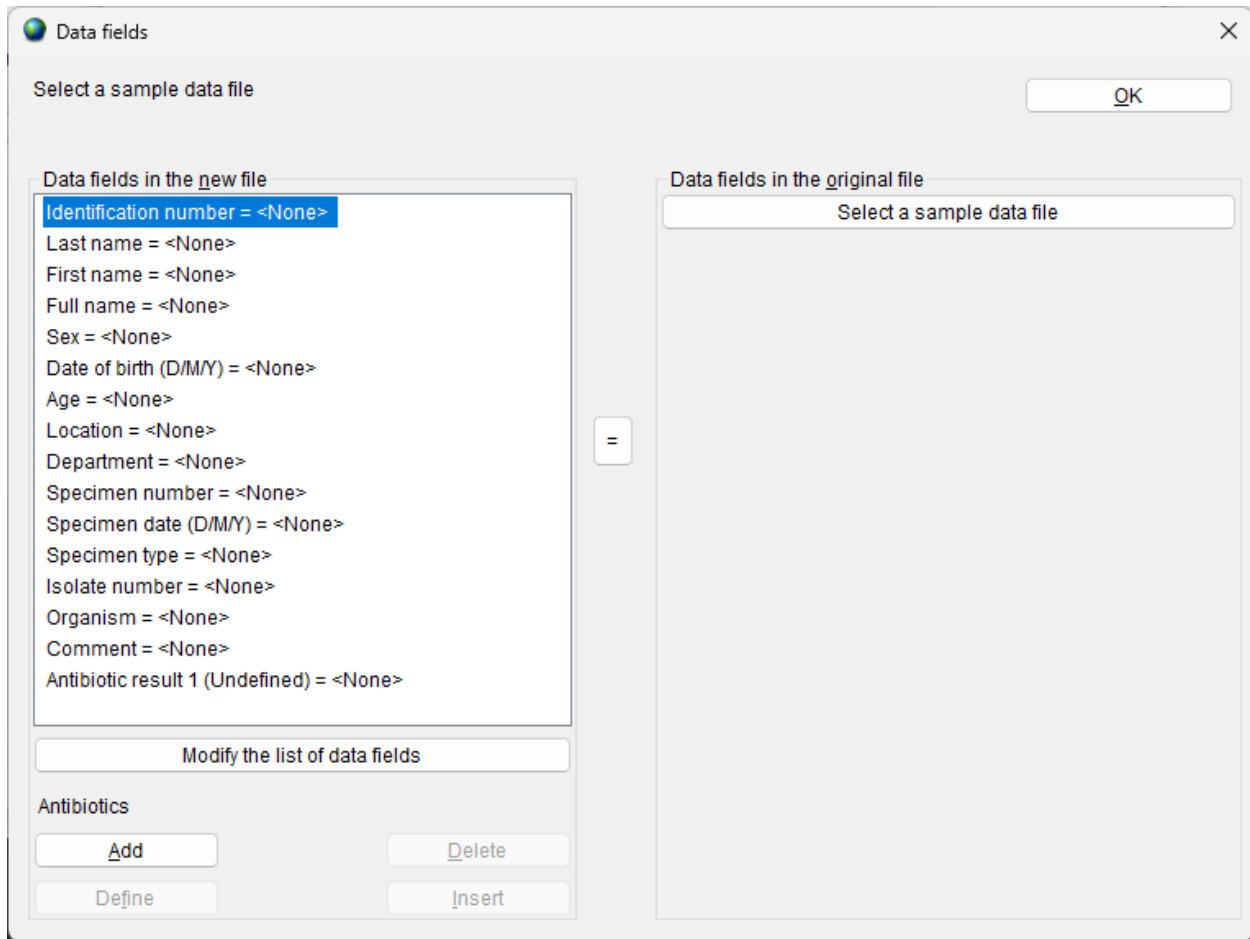 Data fields
Select a sample data file
OK
Data fields in the new file
Identification number = <None>
Last name = <None>
First name = <None>
Full name = <None>
Sex = <None>
Date of birth (D/M/Y) = <None>
Age = <None>
Location = <None>
Department = <None>
Specimen number = <None>
Specimen date (D/M/Y) = <None>
Specimen type = <None>
Isolate number = <None>
Organism = <None>
Comment = <None>
Antibiotic result 1 (Undefined) = <None>
Modify the list of data fields
Antibiotics
Add
Delete
Define
Insert
=
Data fields in the original file
Select a sample data file